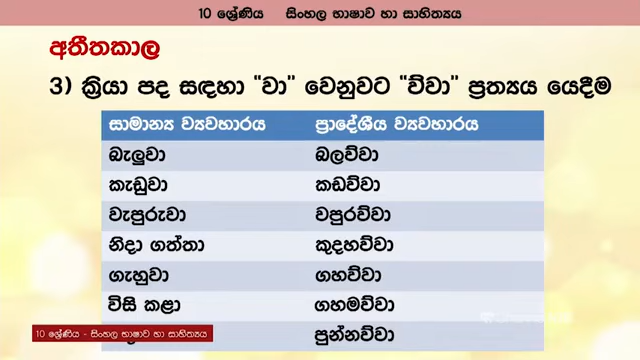 10 ශ්‍රේණිය සිංහල භාෂාව හා සාහිත්‍යය
අතීතකාල
3) ක්‍රියා පද සඳහා “වා” වෙනුවට “ව්වා” ප්‍රත්‍යය යෙදීම
සාමාන්‍ය ව්‍යවහාරය ප්‍රාදේශීය ව්‍යවහාරය
බැලුවා බලව්වා
කැඩුවා කඩව්වා
වැපුරුවා වපුරව්වා
නිදා ගත්තා කුදහව්වා
ගැහුවා ගහව්වා
විසි කළා ගහමව්වා
පුන්නව්වා
10 ශ්‍රේණිය - සිංහල භාෂාව හා සාහිත්‍යය